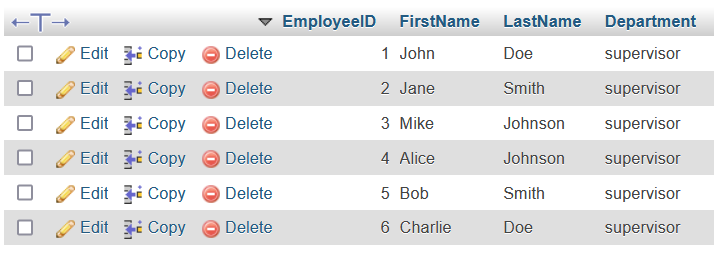 EmployeeID FirstName LastName Department
Edit Copy Delete 1 John Doe supervisor
Edit Copy Delete 2 Jane Smith supervisor
Edit Copy Delete 3 Mike Johnson supervisor
Edit Copy Delete 4 Alice Johnson supervisor
Edit Copy Delete 5 Bob Smith supervisor
Edit Copy Delete 6 Charlie Doe supervisor